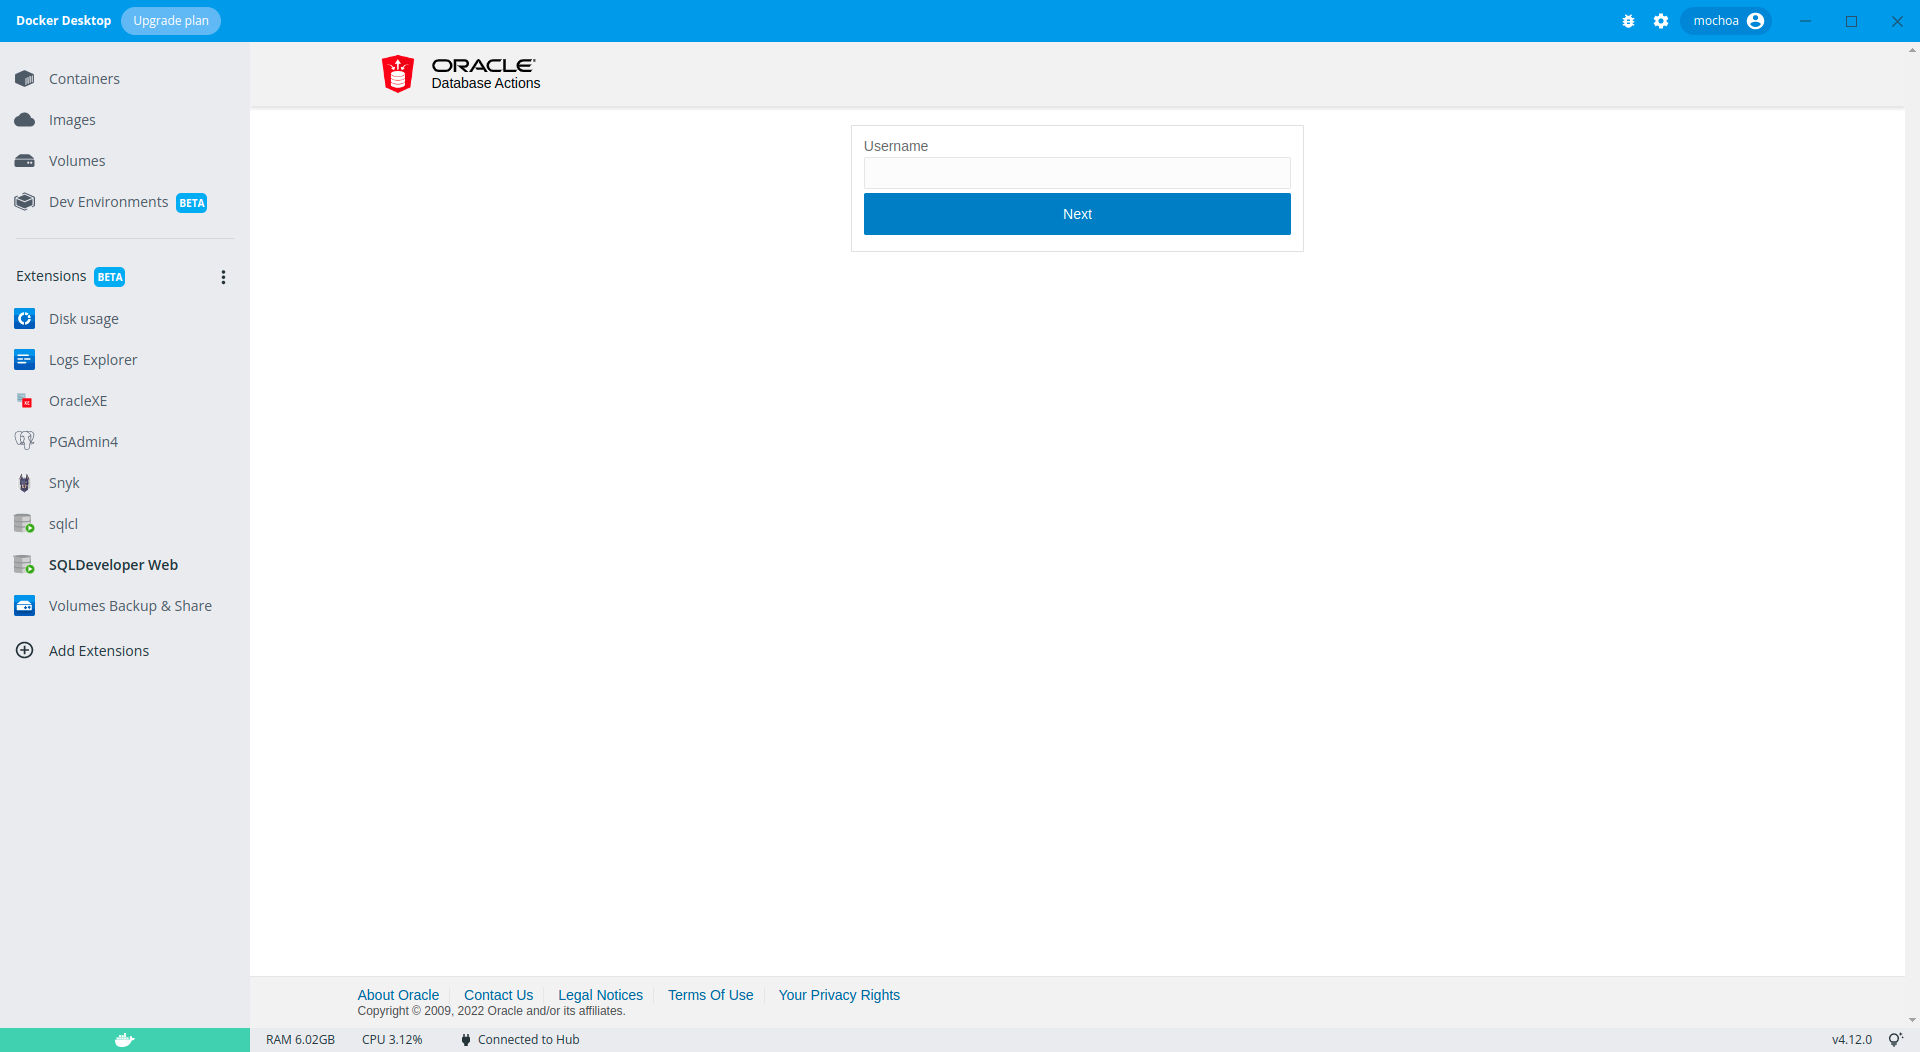 Docker Desktop
Upgrade plan
mochoa
Containers
Images
Volumes
Dev Environments BETA
Extensions BETA
Disk usage
Logs Explorer
OracleXE
PGAdmin4
Snyk
sqlcl
SQLDeveloper Web
Volumes Backup & Share
Add Extensions
ORACLE
Database Actions
Username
Next
About Oracle
Contact Us
Legal Notices
Terms Of Use
Your Privacy Rights
Copyright © 2009, 2022 Oracle and/or its affiliates.
RAM 6.02GB
CPU 3.12%
Connected to Hub
v4.12.0